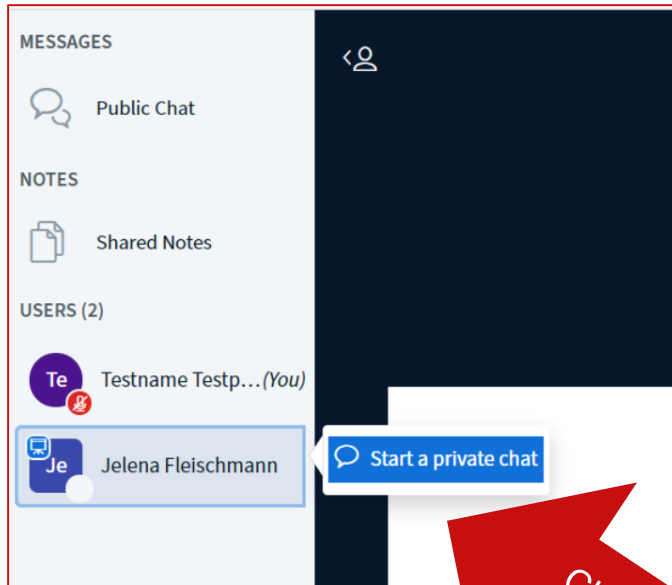 MESSAGES
Public Chat
NOTES
Shared Notes
USERS (2)
Te
Testname Testp...(You)
Je
Jelena Fleischmann
Start a private chat